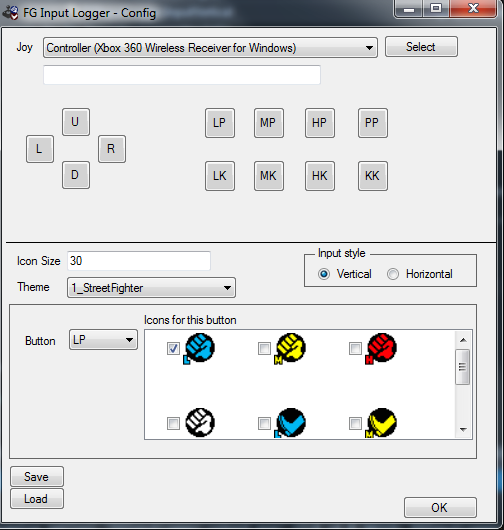 FG Input Logger - Config
Joy Controller (Xbox 360 Wireless Receiver for Windows) Select
U
L R
D
LP MP HP PP
LK MK HK KK
Icon Size 30
Input style
Vertical Horizontal
Theme 1_StreetFighter
Icons for this button
Button LP
L M H
L M
Save
Load
OK